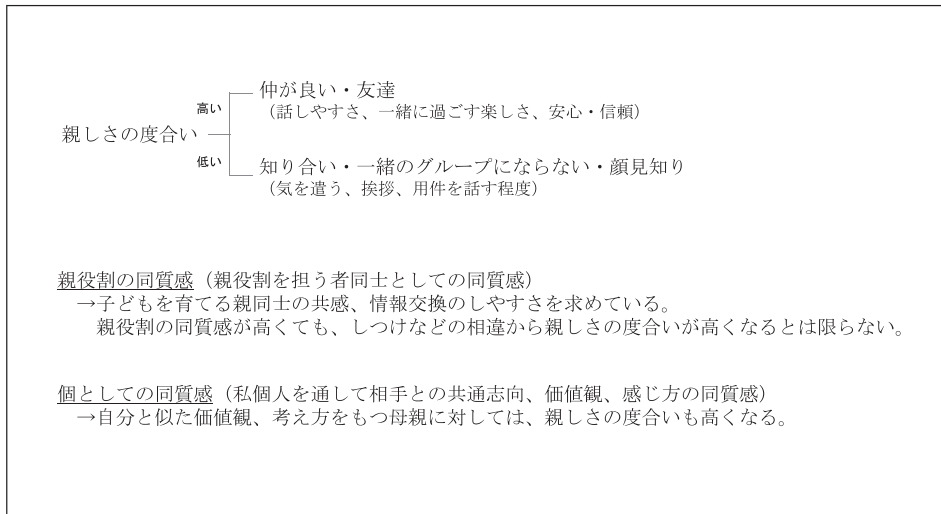 仲が良い・友達
高い
（話しやすさ、一緒に過ごす楽しさ、安心・信頼）
親しさの度合い
低い
知り合い・一緒のグループにならない・顔見知り
（気を遣う、挨拶、用件を話す程度）
親役割の同質感（親役割を担う者同士としての同質感）
→子どもを育てる親同士の共感、情報交換のしやすさを求めている。
親役割の同質感が高くても、しつけなどの相違から親しさの度合いが高くなるとは限らない。
個としての同質感（私個人を通して相手との共通志向、価値観、感じ方の同質感）
→自分と似た価値観、考え方をもつ母親に対しては、親しさの度合いも高くなる。